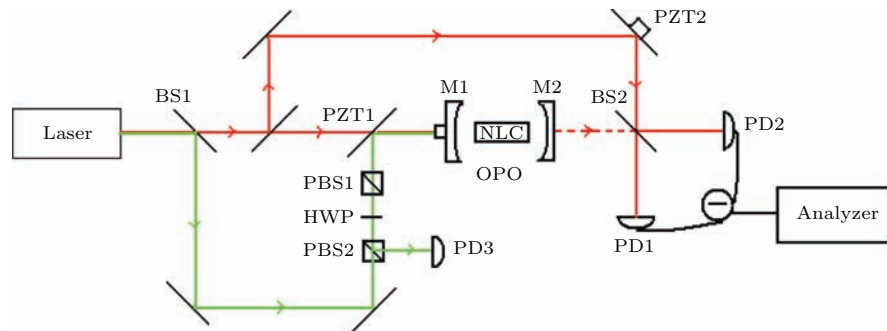 PZT2
BS1
M1
M2
PZT1
BS2
PD2
Laser
NLC
OPO
PBS1
HWP
Analyzer
PBS2
PD3
PD1